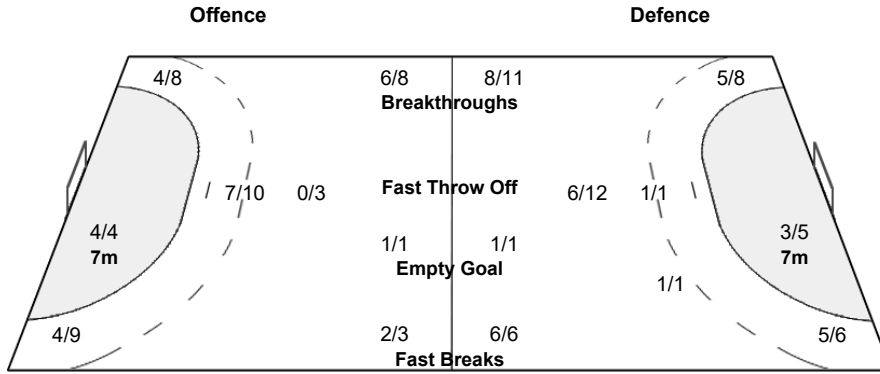 Offence Defence
4/8 6/8 8/11 5/8
Breakthroughs
7/10 0/3 Fast Throw Off 6/12 1/1
4/4 3/5
7m 1/1 1/1 7m
Empty Goal
1/1
4/9 2/3 6/6 5/6
Fast Breaks